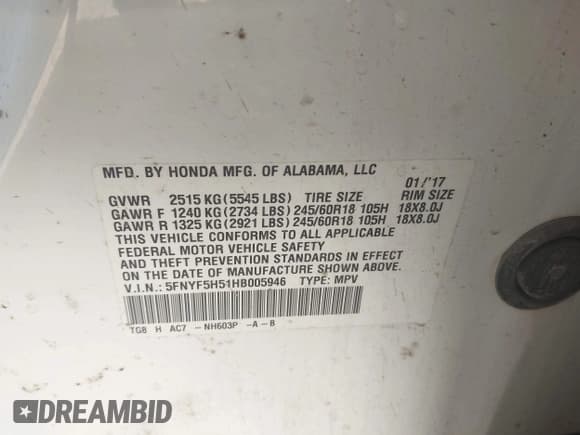 MFD. BY HONDA MFG. OF ALABAMA, LLC 01/'17
GVWR 2515 KG(5545 LBS) TIRE SIZE RIM SIZE
GAWR F 1240 KG(2734 LBS) 245/60R18 105H 18X8.0J
GAWR R 1325 KG(2921 LBS) 245/60R18 105H 18X8.0J
THIS VEHICLE CONFORMS TO ALL APPLICABLE
FEDERAL MOTOR VEHICLE SAFETY
AND THEFT PREVENTION STANDARDS IN EFFECT
ON THE DATE OF MANUFACTURE SHOWN ABOVE.
V.I.N.: 5FNYF5H51HB005946 TYPE: MPV
TG8 H AC7 -NH603P -A-B
DREAMBID